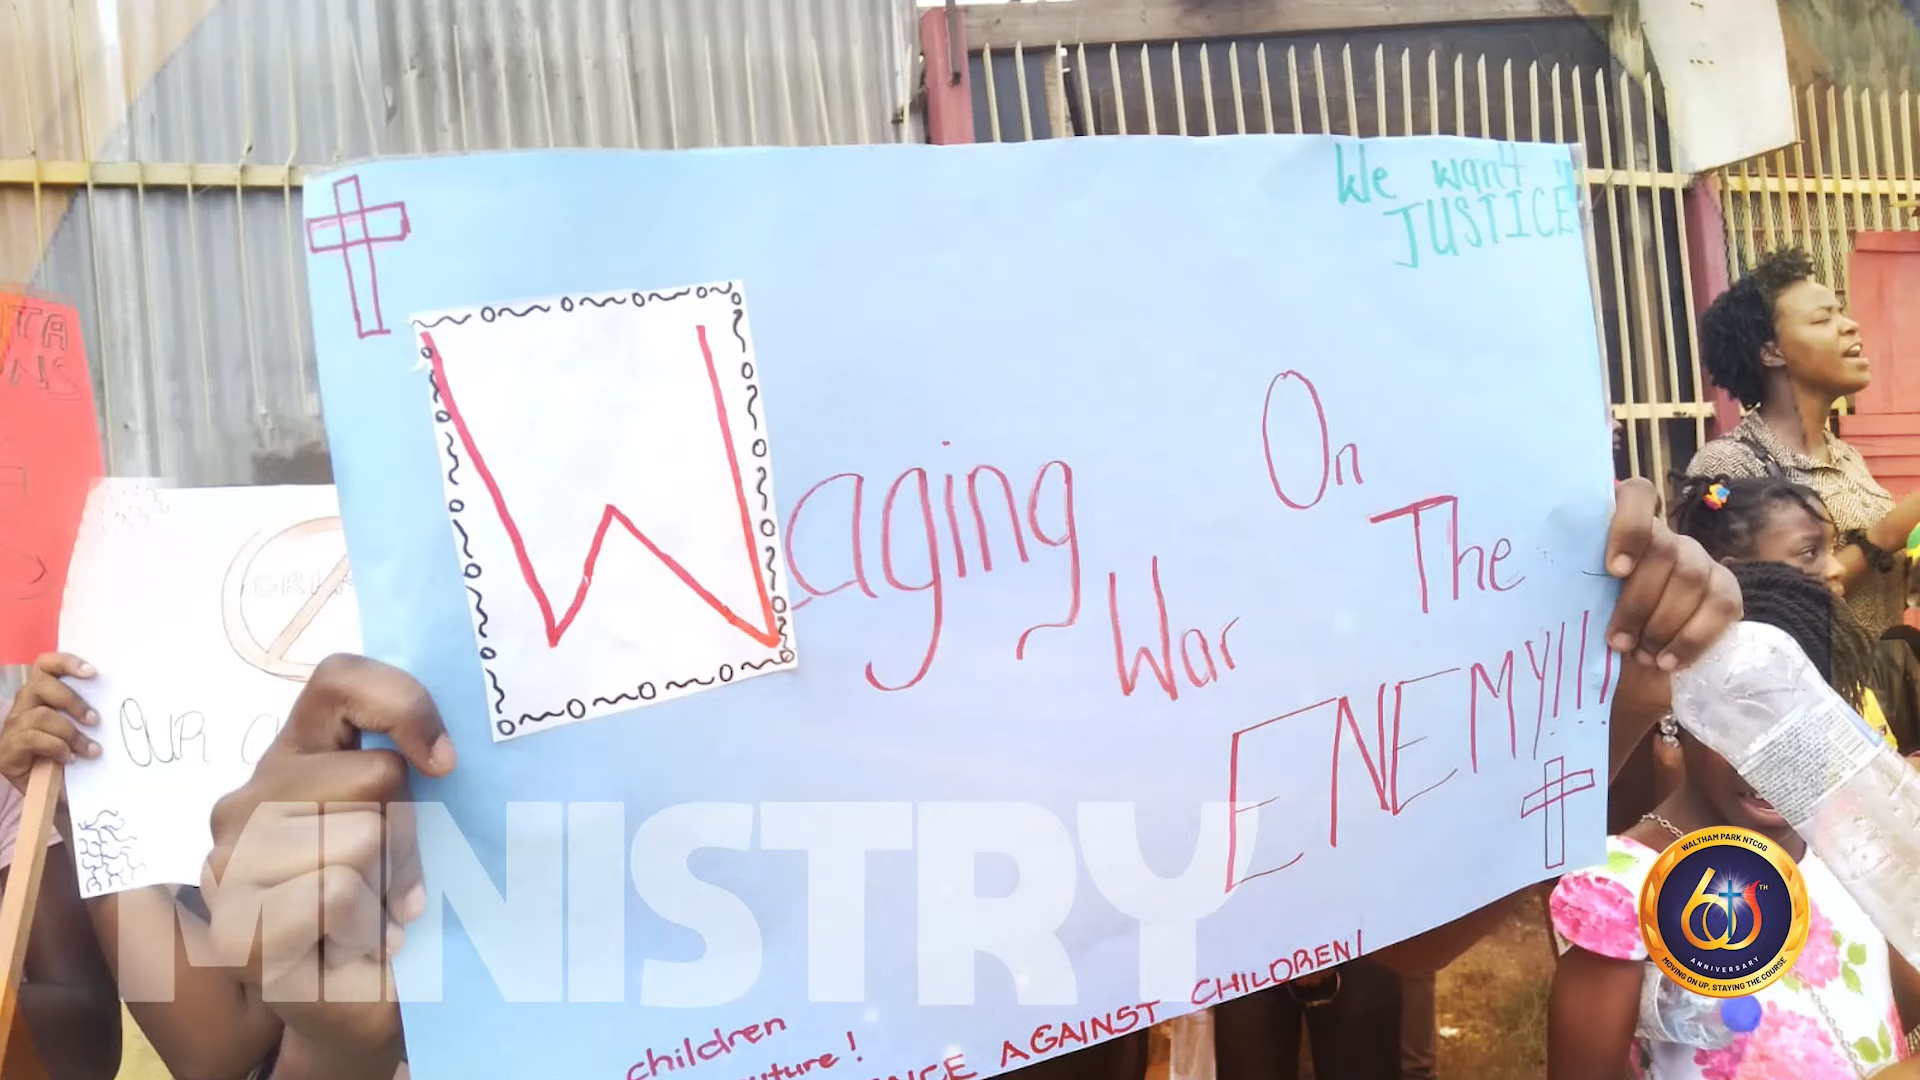 We want
JUSTICE
Waging
War
On
The
ENEMY!!!
OUR
MINISTRY
children
AGAINST CHILDREN!
WALTHAM PARK NTCOG
65TH
ANNIVERSARY
MOVING ON UP, STAYING THE COURSE